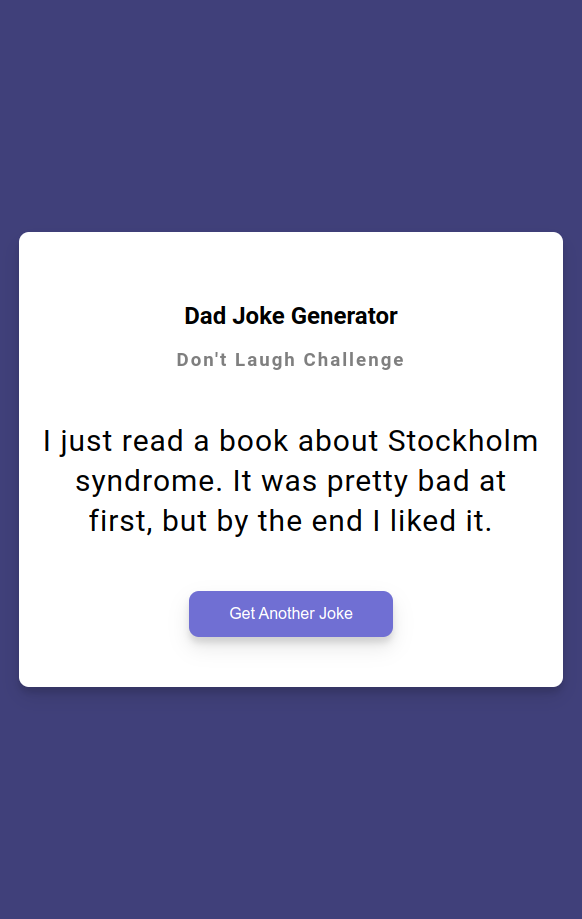 Dad Joke Generator
Don't Laugh Challenge
I just read a book about Stockholm
syndrome. It was pretty bad at
first, but by the end I liked it.
Get Another Joke